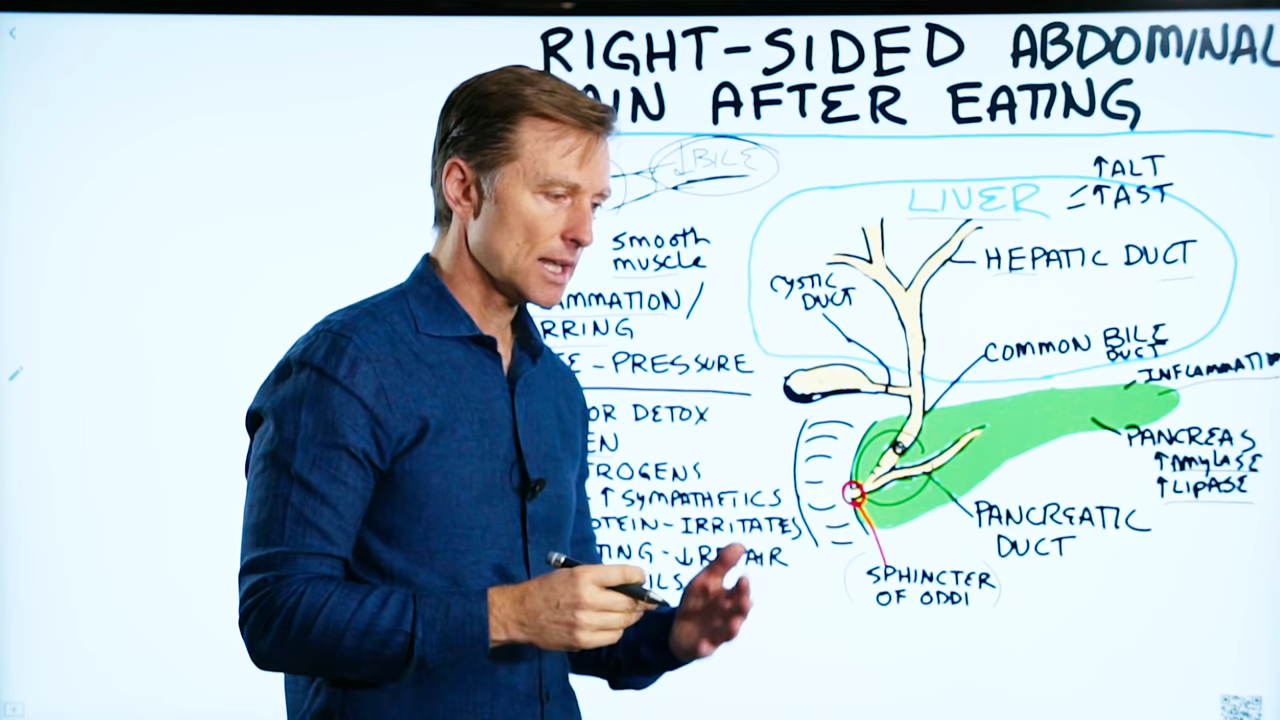 RIGHT-SIDED ABDOMINAL
AIN AFTER EATING
↓BILE
smooth
muscle
AMMATION/
RRING
E-PRESSURE
OR DETOX
EN
TROGENS
-↑SYMPATHETICS
OTEIN-IRRITATES
TING-↓REPAIR
ILS
LIVER
↑ALT
↑AST
HEPATIC DUCT
CYSTIC
DUCT
COMMON BILE
DUCT
INFLAMMATION
PANCREAS
↑AMYLASE
↑LIPASE
PANCREATIC
DUCT
SPHINCTER
OF ODDI